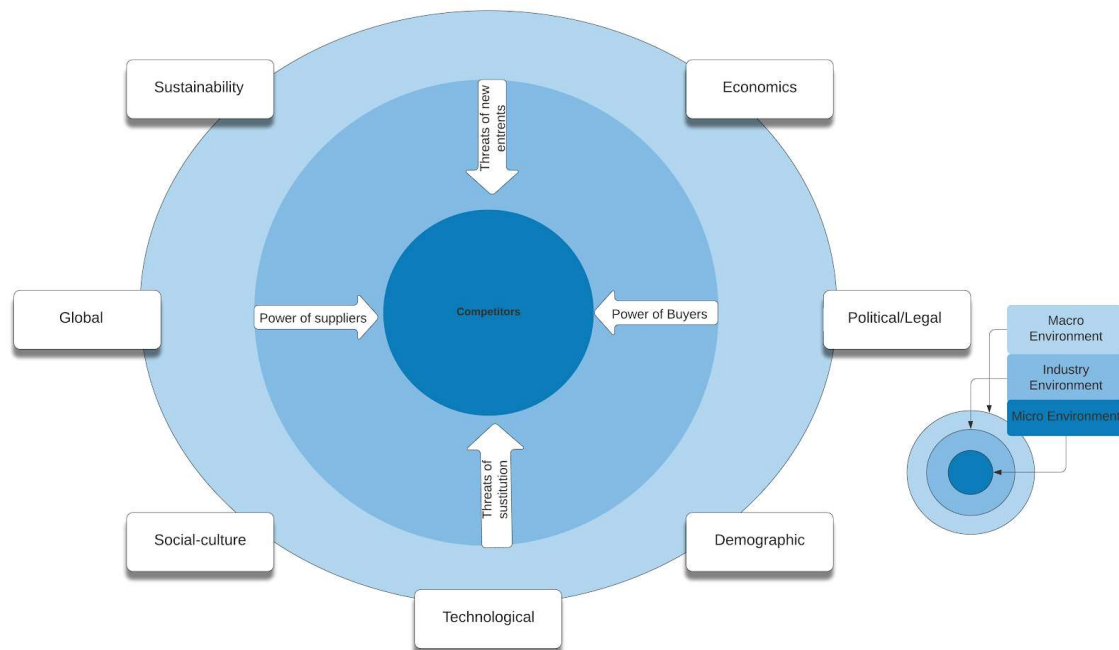 Sustainability
Economics
Threats of new
entrents
Global
Power of suppliers
Competitors
Power of Buyers
Political/Legal
Macro
Environment
Industry
Environment
Micro Environment
Threats of
sustitution
Social-culture
Demographic
Technological